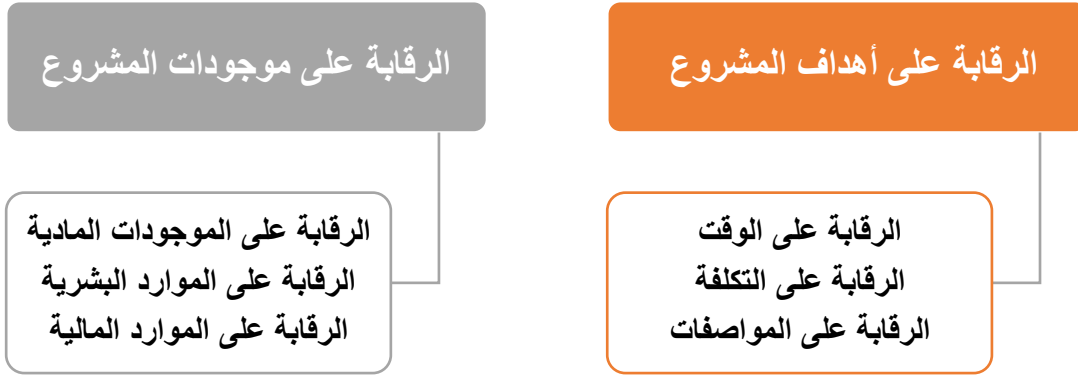 الرقابة على أهداف المشروع
الرقابة على الوقت
الرقابة على التكلفة
الرقابة على المواصفات
الرقابة على موجودات المشروع
الرقابة على الموجودات المادية
الرقابة على الموارد البشرية
الرقابة على الموارد المالية